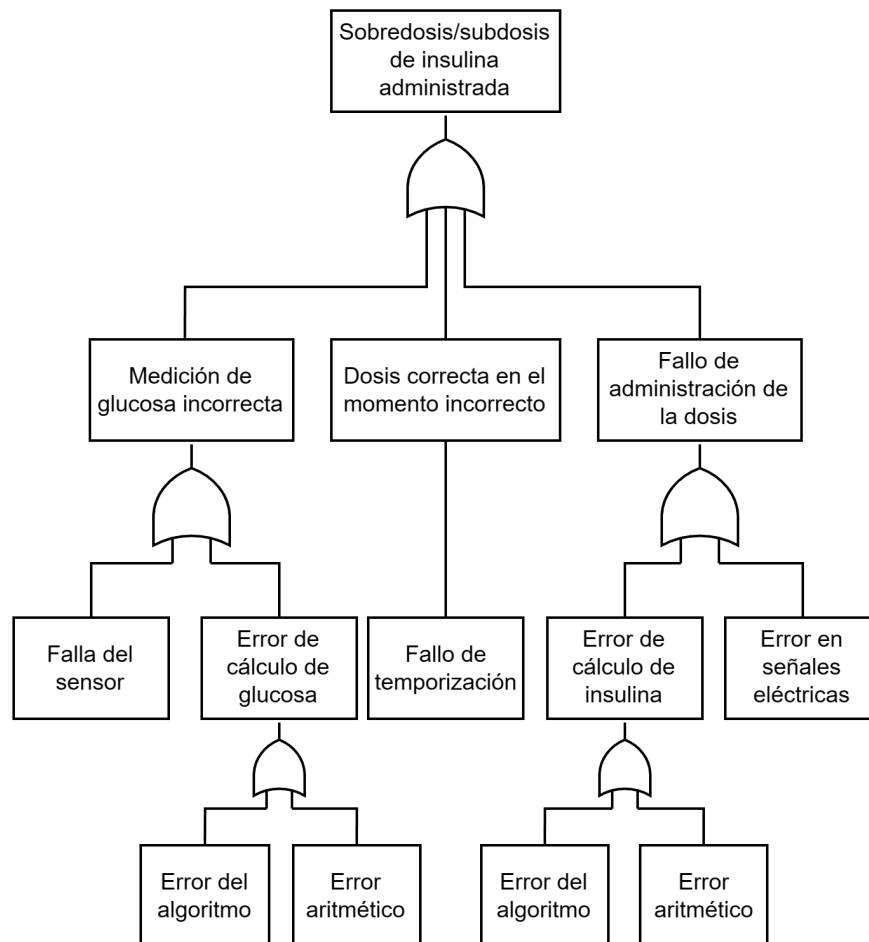 Sobredosis/subdosis
de insulina
administrada
Medición de
glucosa incorrecta
Dosis correcta en el
momento incorrecto
Fallo de
administración de
la dosis
Falla del
sensor
Error de
cálculo de
glucosa
Fallo de
temporización
Error de
cálculo de
insulina
Error en
señales
eléctricas
Error del
algoritmo
Error
aritmético
Error del
algoritmo
Error
aritmético